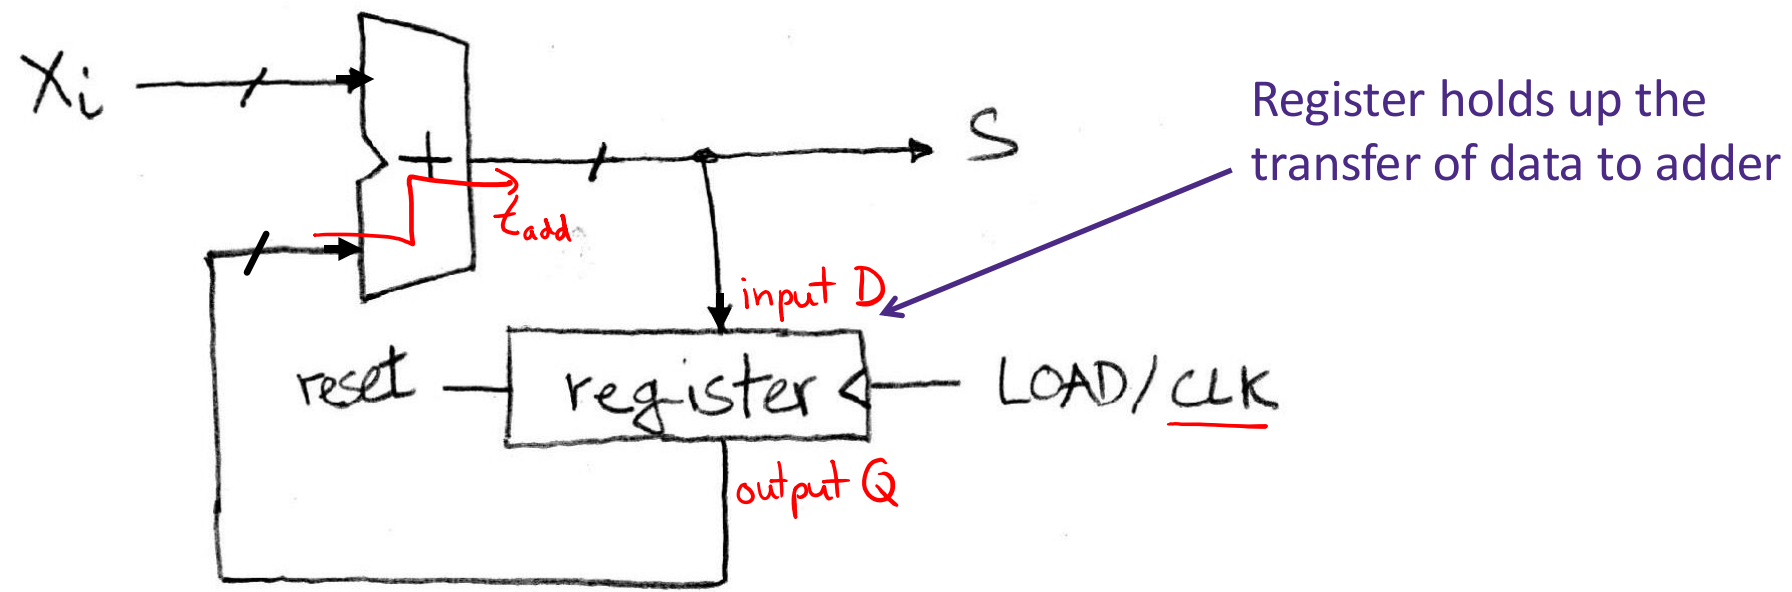 Xi
+
S
Register holds up the
transfer of data to adder
tadd
input D
reset
register
LOAD/CLK
output Q